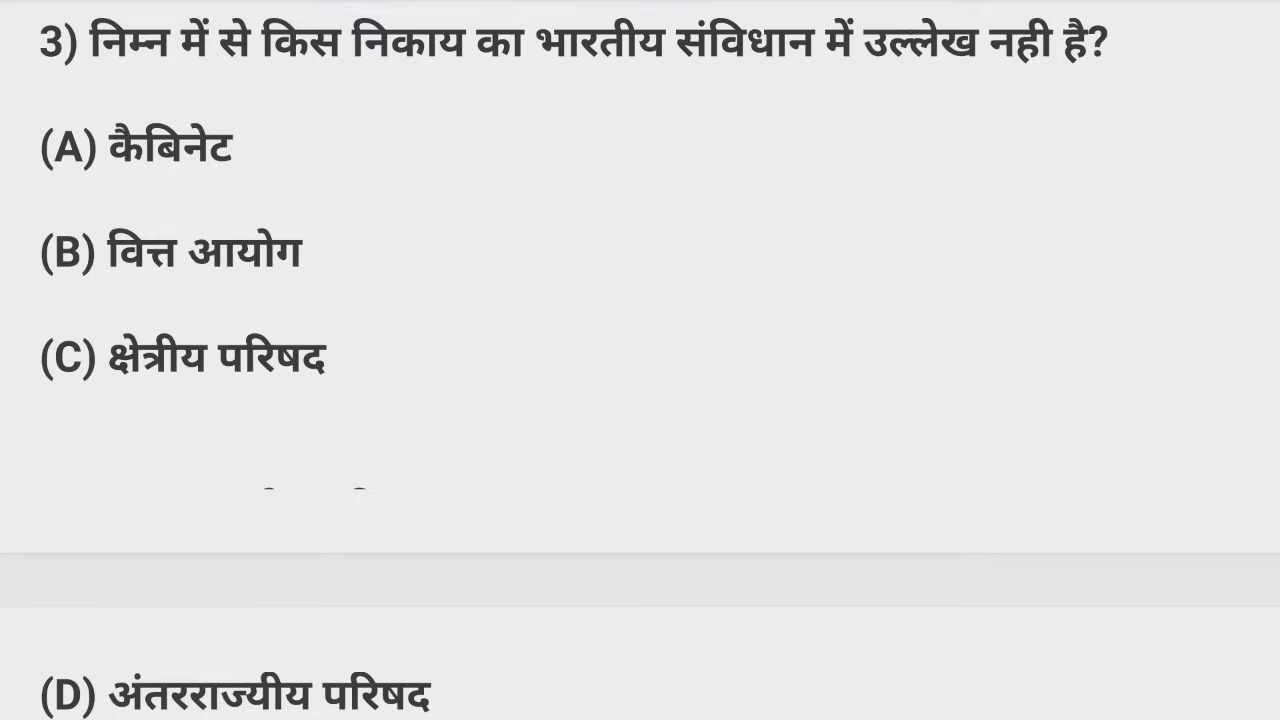 3) निम्न में से किस निकाय का भारतीय संविधान में उल्लेख नही है?
(A) कैबिनेट
(B) वित्त आयोग
(C) क्षेत्रीय परिषद
(D) अंतरराज्यीय परिषद